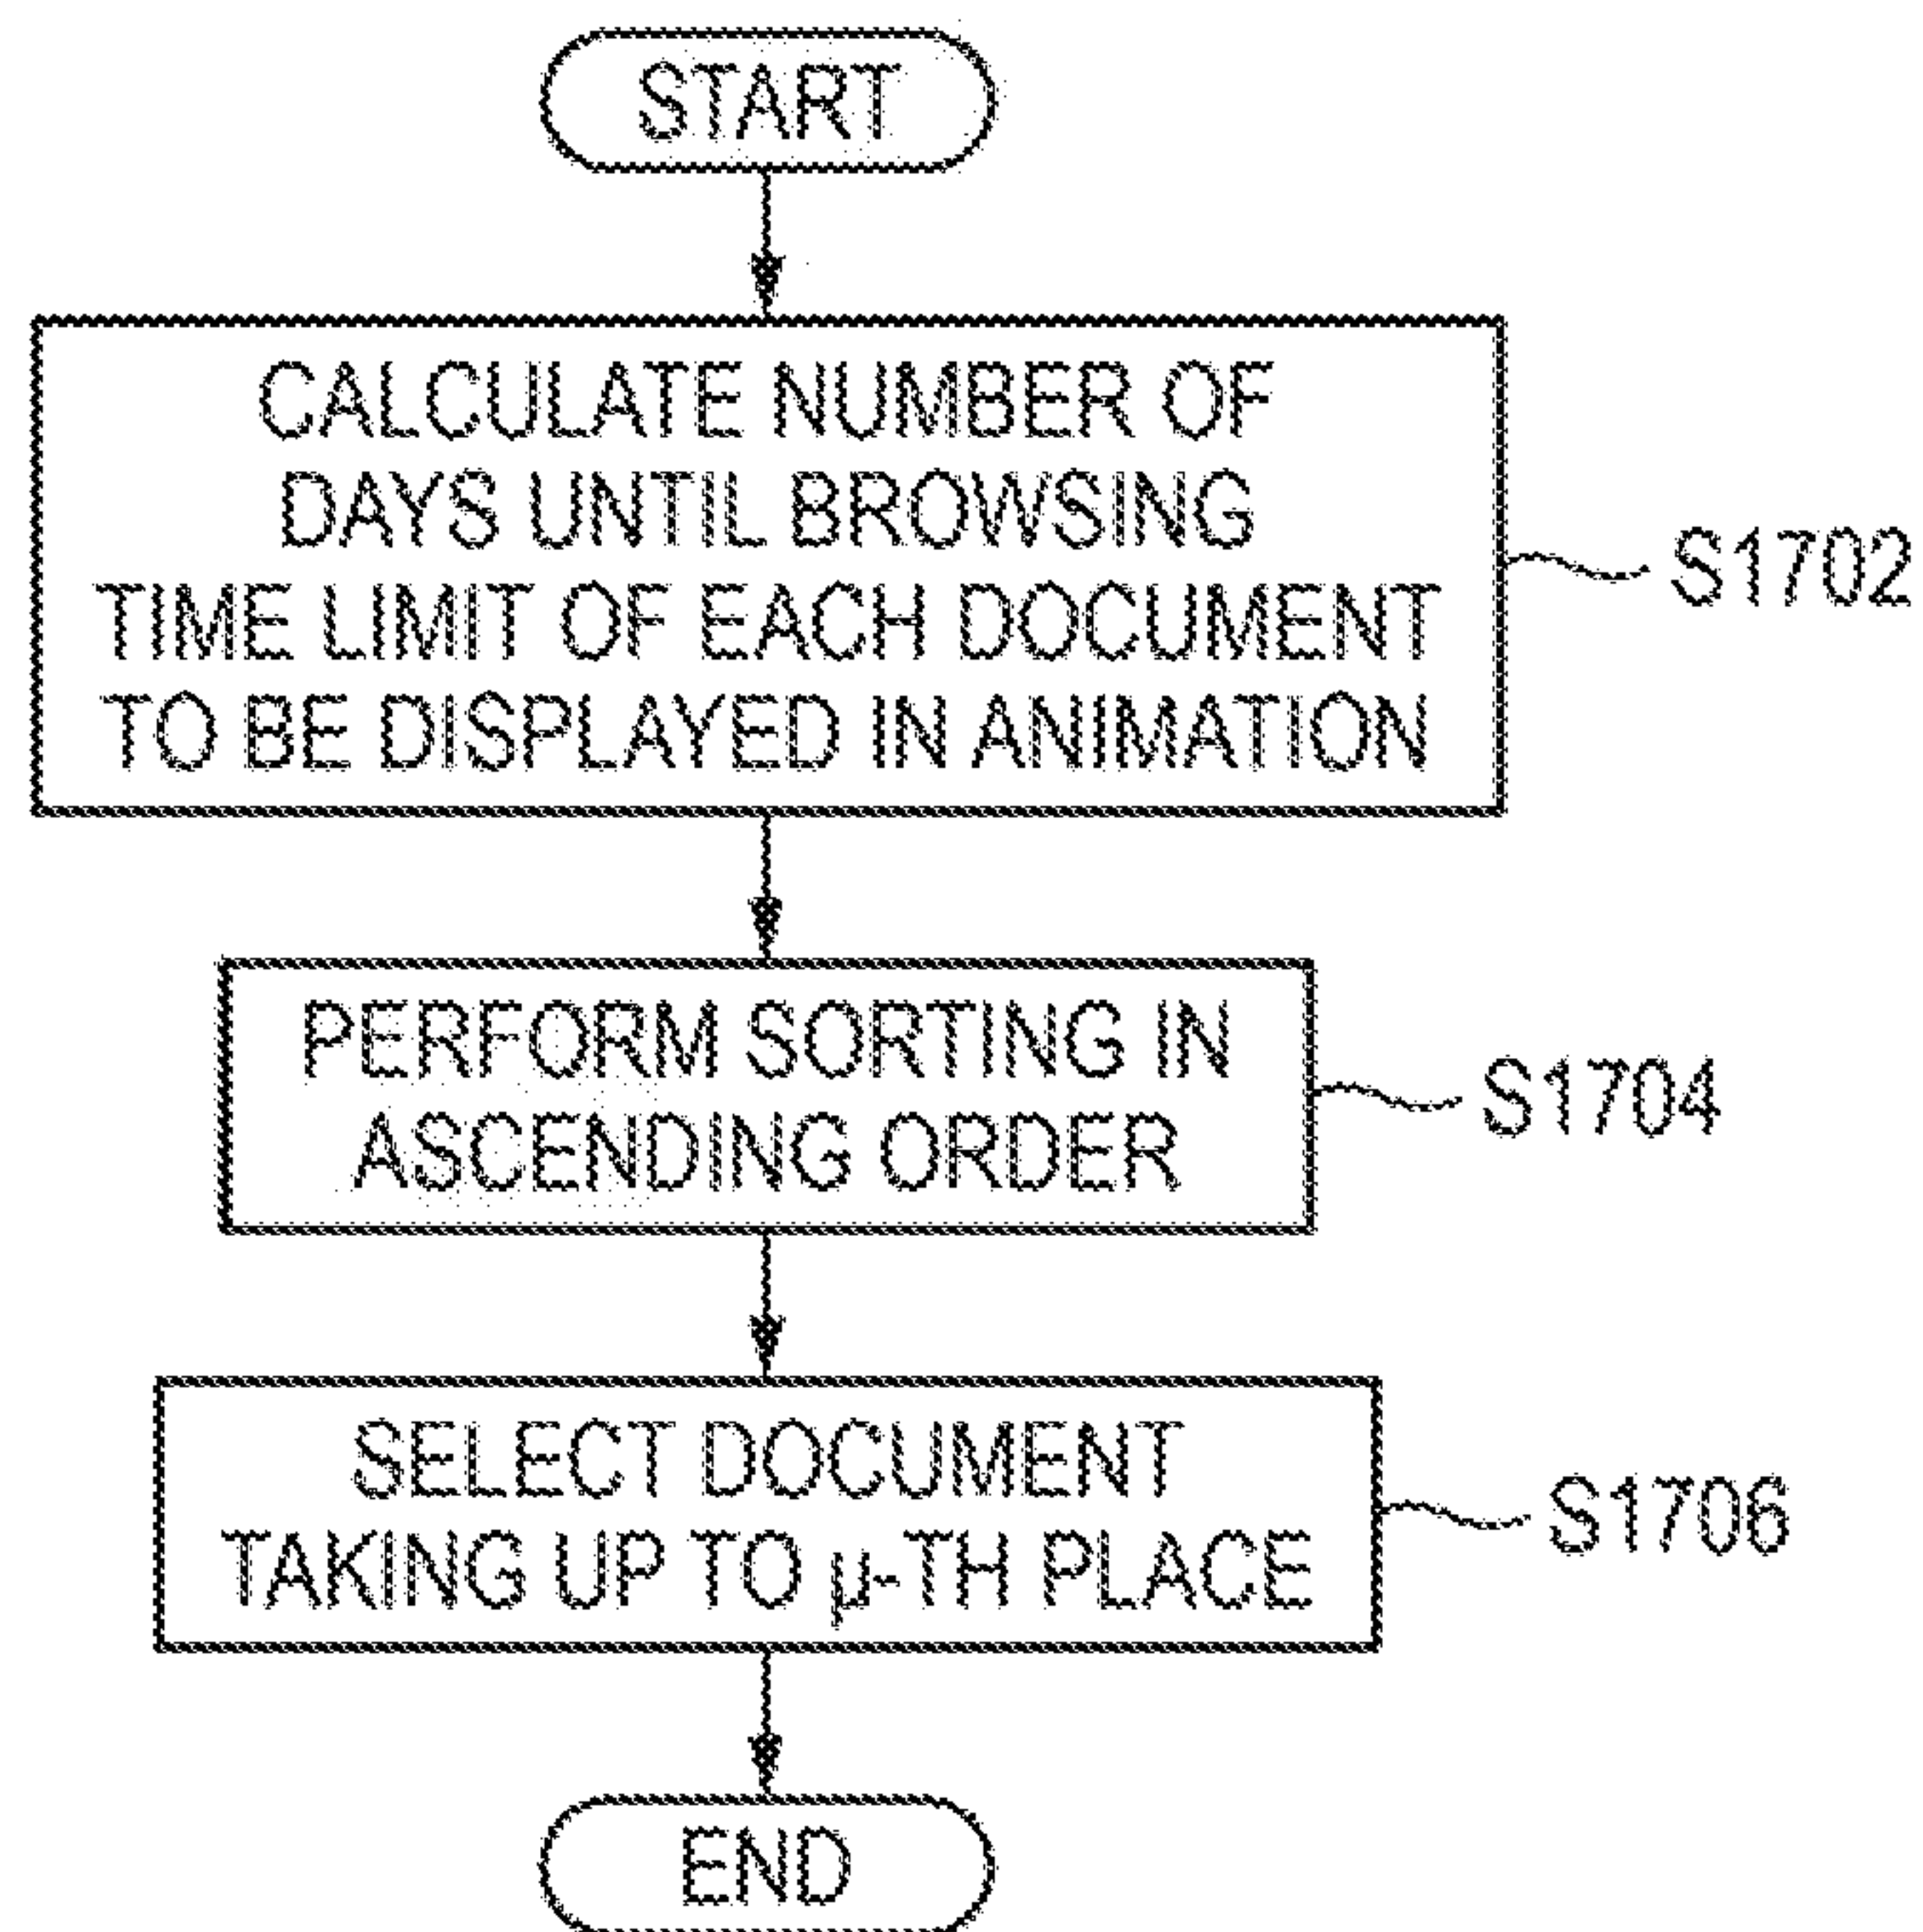 START
CALCULATE NUMBER OF
DAYS UNTIL BROWSING
TIME LIMIT OF EACH DOCUMENT
TO BE DISPLAYED IN ANIMATION
S1702
PERFORM SORTING IN
ASCENDING ORDER
S1704
SELECT DOCUMENT
TAKING UP TO μ-TH PLACE
S1706
END